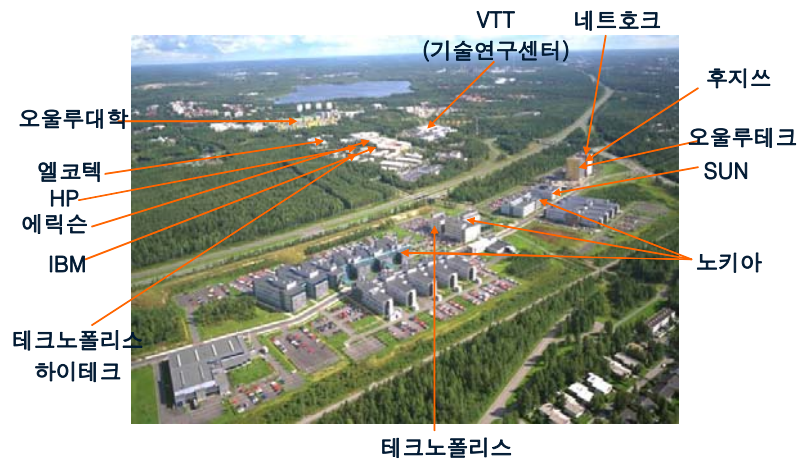 VTT
(기술연구센터)
네트호크
후지쓰
오울루대학
오울루테크
엘코텍
SUN
HP
에릭슨
IBM
노키아
테크노폴리스
하이테크
테크노폴리스